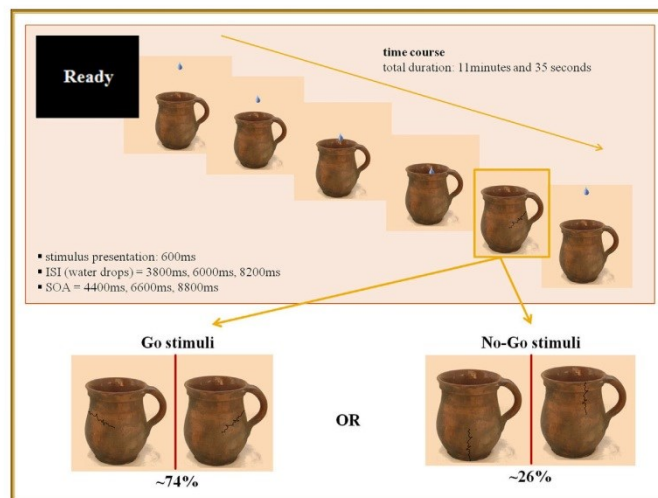 Ready
time course
total duration: 11minutes and 35 seconds
▪ stimulus presentation: 600ms
▪ ISI (water drops) = 3800ms, 6000ms, 8200ms
▪ SOA = 4400ms, 6600ms, 8800ms
Go stimuli
No-Go stimuli
OR
~74%
~26%